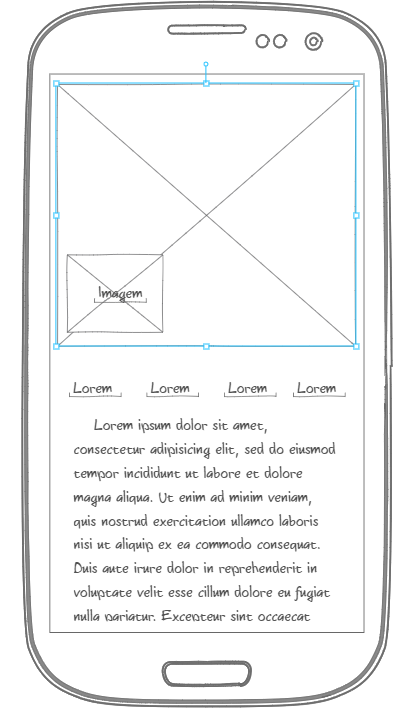 Imagem
Lorem Lorem Lorem Lorem
Lorem ipsum dolor sit amet,
consectetur adipisicing elit, sed do eiusmod
tempor incididunt ut labore et dolore
magna aliqua. Ut enim ad minim veniam,
quis nostrud exercitation ullamco laboris
nisi ut aliquip ex ea commodo consequat.
Duis aute irure dolor in reprehenderit in
voluptate velit esse cillum dolore eu fugiat
nulla pariatur. Excepteur sint occaecat